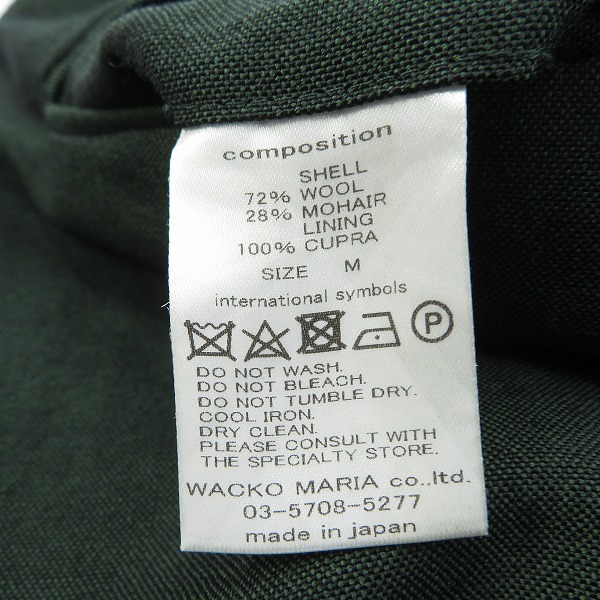 composition
SHELL
72% WOOL
28% MOHAIR
LINING
100% CUPRA
SIZE M
international symbols
P
DO NOT WASH.
DO NOT BLEACH.
DO NOT TUMBLE DRY.
COOL IRON.
DRY CLEAN.
PLEASE CONSULT WITH
THE SPECIALTY STORE.
WACKO MARIA co.,ltd.
03-5708-5277
made in japan